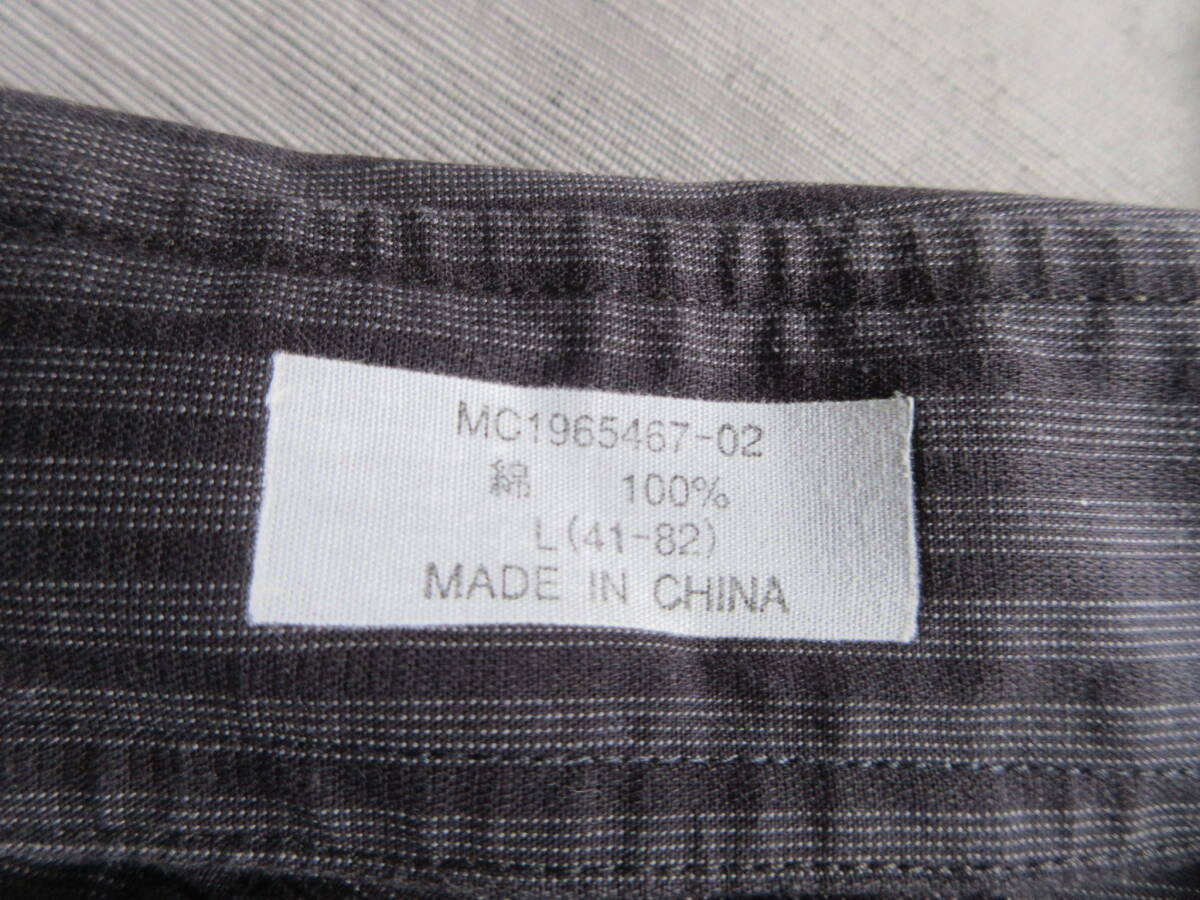 MC1965467-02
綿 100%
L(41-82)
MADE IN CHINA